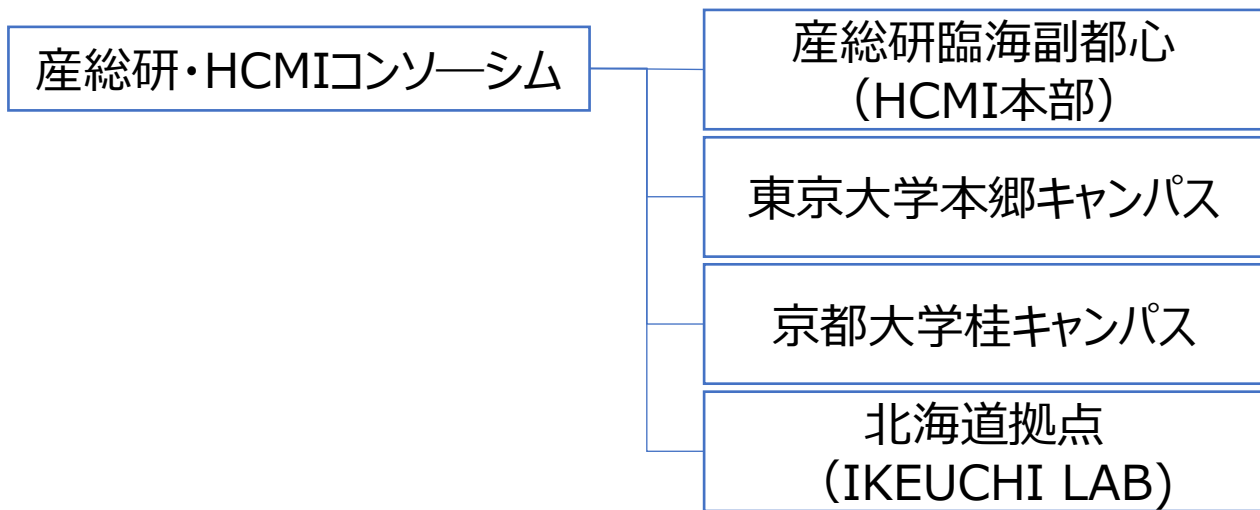 産総研・HCMIコンソ―シム
産総研臨海副都心
（HCMI本部）
東京大学本郷キャンパス
京都大学桂キャンパス
北海道拠点
（IKEUCHI LAB）